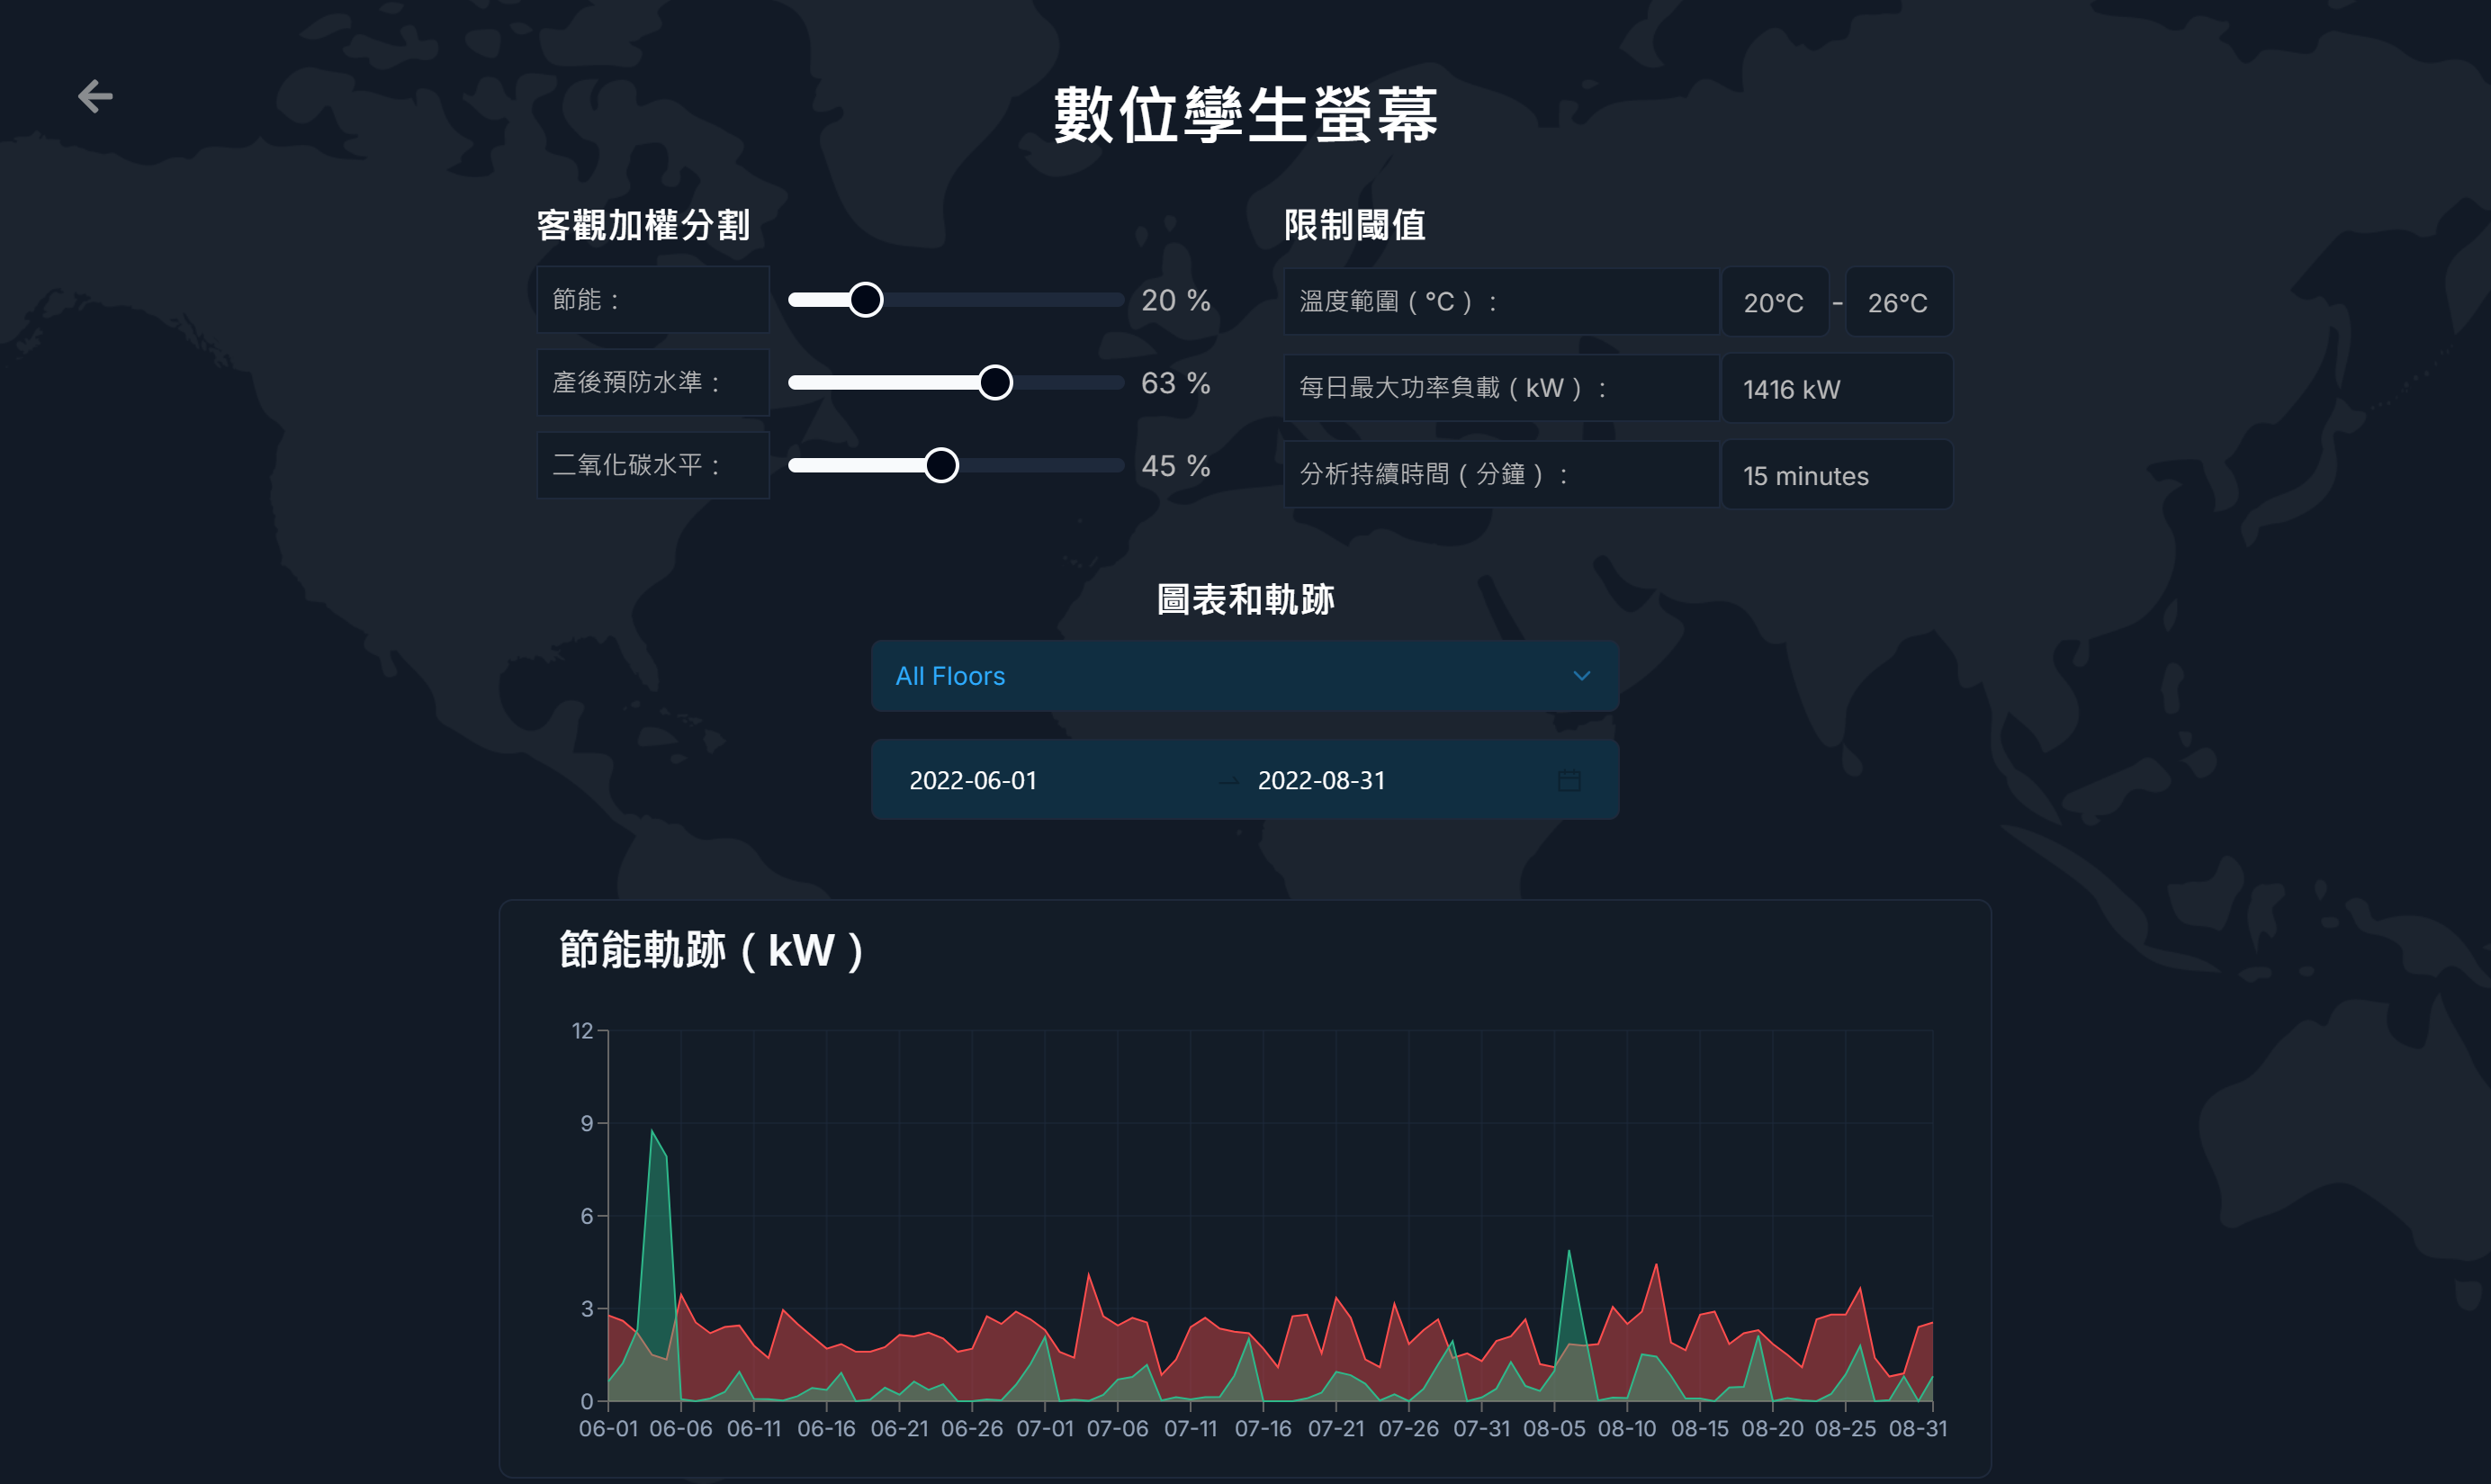 數位孿生螢幕
客觀加權分割
節能：
20 %
產後預防水準：
63 %
二氧化碳水平：
45 %
限制閾值
溫度範圍（°C）：
20°C - 26°C
每日最大功率負載（kW）：
1416 kW
分析持續時間（分鐘）：
15 minutes
圖表和軌跡
All Floors
2022-06-01 → 2022-08-31
節能軌跡（kW）
12
9
6
3
0
06-01 06-06 06-11 06-16 06-21 06-26 07-01 07-06 07-11 07-16 07-21 07-26 07-31 08-05 08-10 08-15 08-20 08-25 08-31